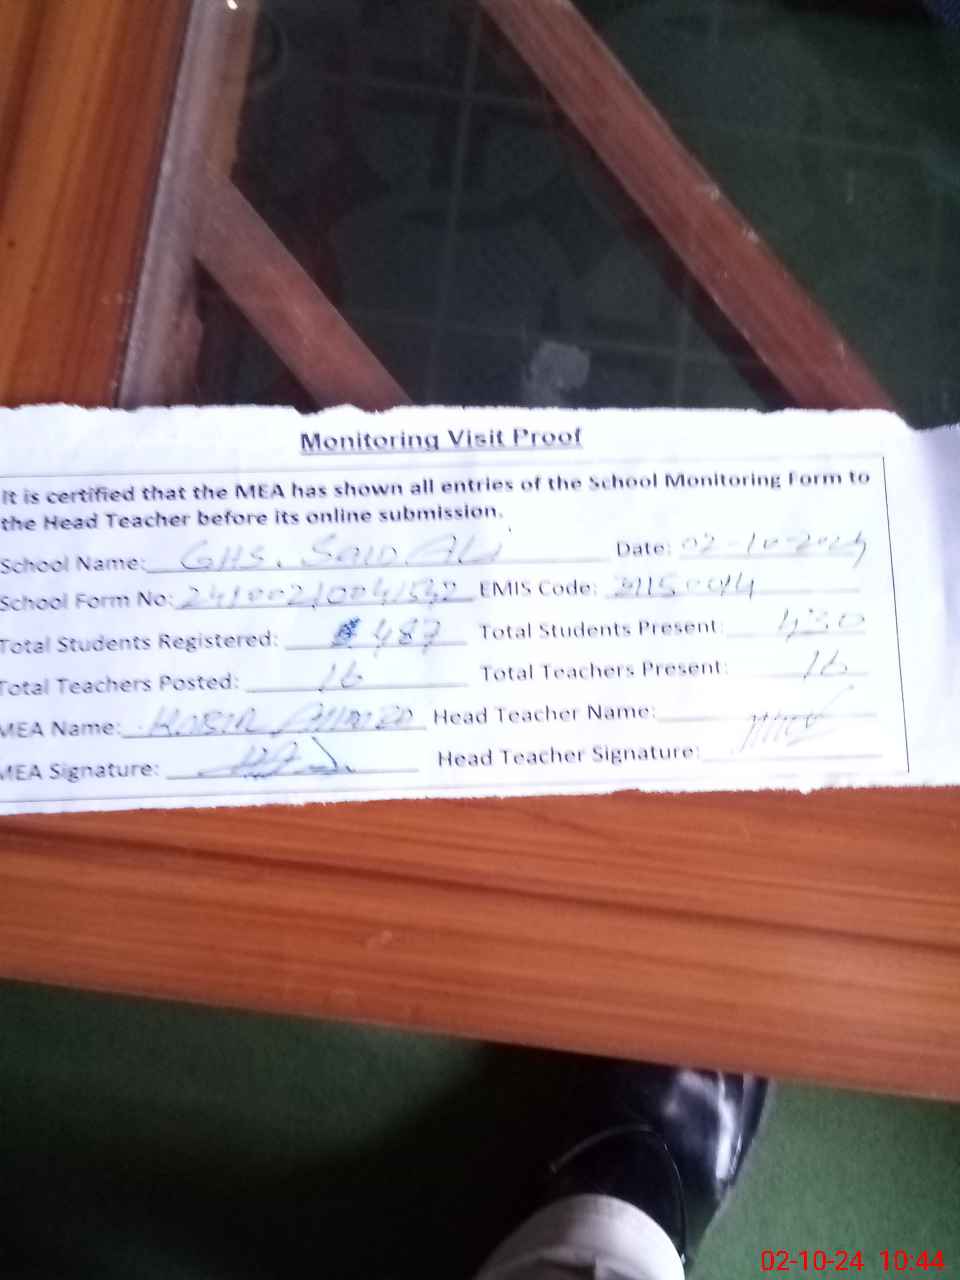 Monitoring Visit Proof
It is certified that the MEA has shown all entries of the School Monitoring Form to
the Head Teacher before its online submission.
School Name: GHS. Said Ali Date: 02-10-2024
School Form No: EMIS Code:
Total Students Registered: 487 Total Students Present: 430
Total Teachers Posted: 16 Total Teachers Present: 16
MEA Name: Head Teacher Name:
MEA Signature: Head Teacher Signature:
02-10-24 10:44